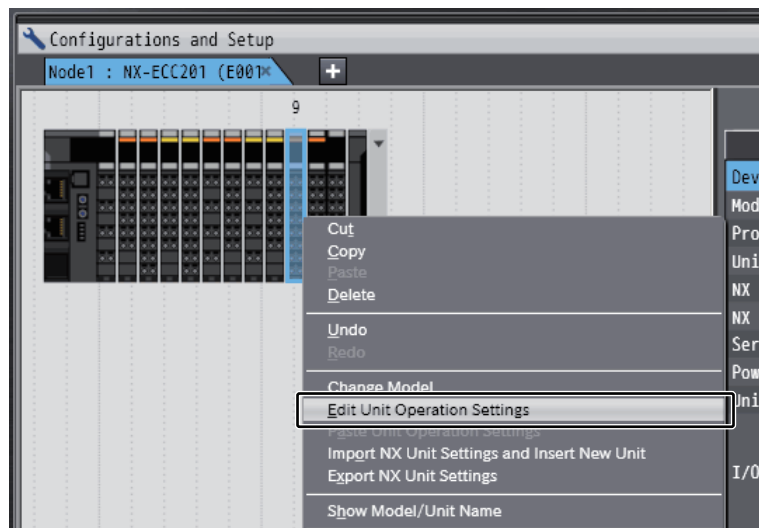 Configurations and Setup
Node1 : NX-ECC201 (E001
9
Cut
Copy
Paste
Delete
Undo
Redo
Change Model
Edit Unit Operation Settings
Paste Unit Operation Settings
Import NX Unit Settings and Insert New Unit
Export NX Unit Settings
Show Model/Unit Name
Dev
Mod
Pro
Uni
NX
NX
Ser
Pow
Uni
I/O